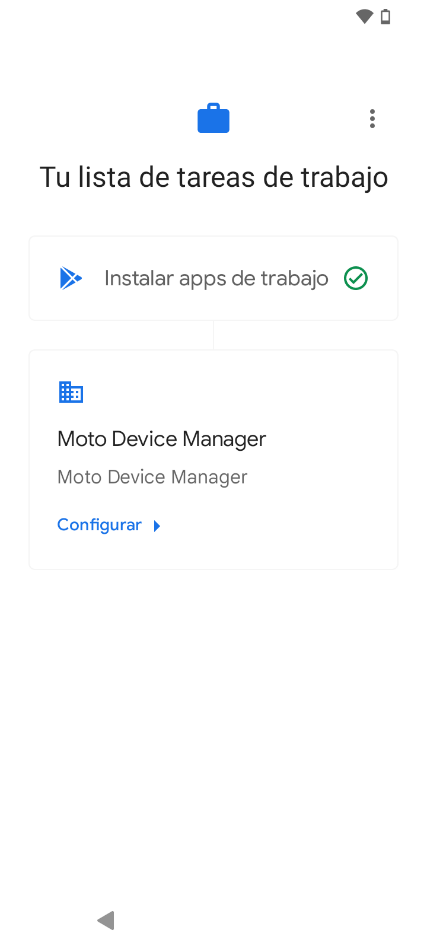 Tu lista de tareas de trabajo
Instalar apps de trabajo
Moto Device Manager
Moto Device Manager
Configurar